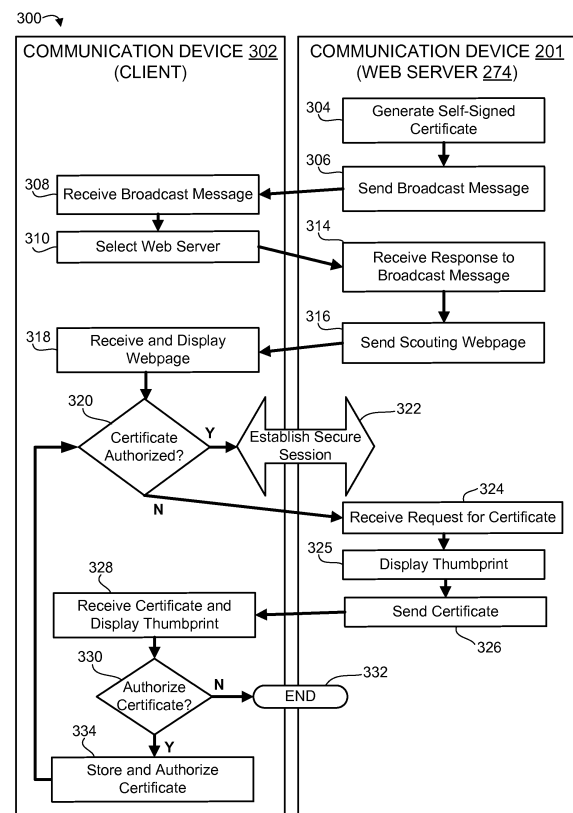 300
COMMUNICATION DEVICE 302
(CLIENT)
COMMUNICATION DEVICE 201
(WEB SERVER 274)
304
Generate Self-Signed
Certificate
306
Send Broadcast Message
308
Receive Broadcast Message
310
Select Web Server
314
Receive Response to
Broadcast Message
316
Send Scouting Webpage
318
Receive and Display
Webpage
320
Certificate
Authorized?
Y
N
322
Establish Secure
Session
324
Receive Request for Certificate
325
Display Thumbprint
326
Send Certificate
328
Receive Certificate and
Display Thumbprint
330
Authorize
Certificate?
N
Y
332
END
334
Store and Authorize
Certificate